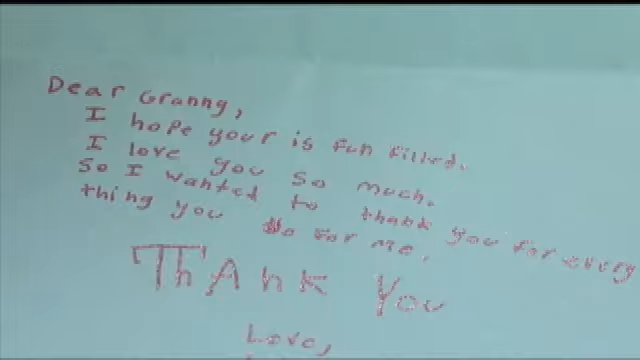 Dear Granny,
I hope your is fun filled.
I love you so much.
So I wanted to thank you for every
thing you do for me.
ThAnk You
Love,